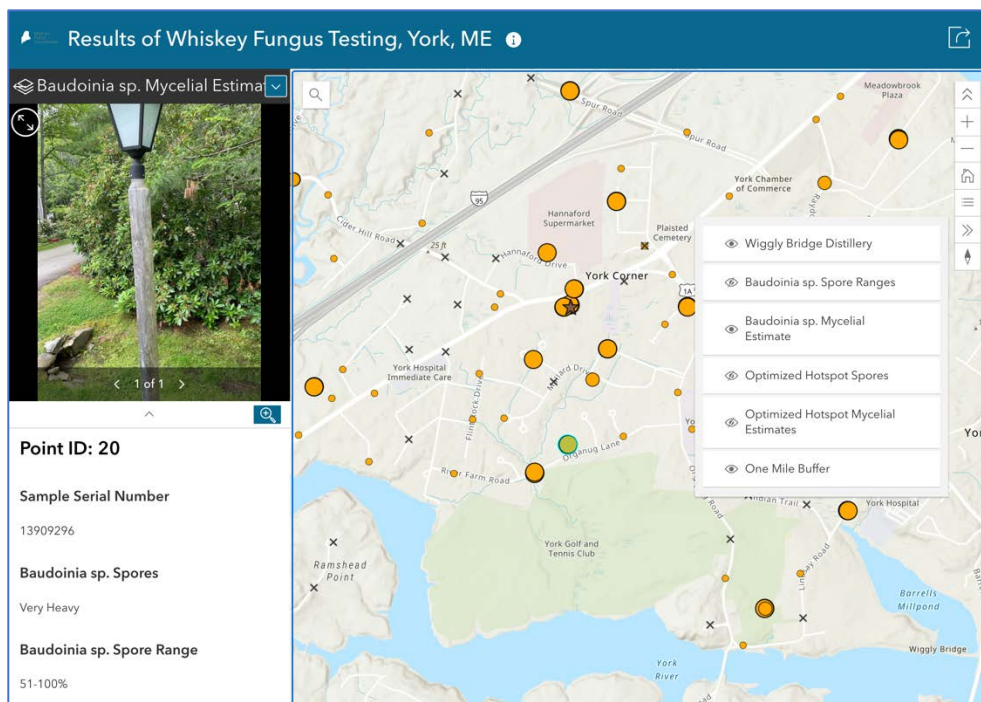 Results of Whiskey Fungus Testing, York, ME
Baudoinia sp. Mycelial Estimat
1 of 1
Point ID: 20
Sample Serial Number
13909296
Baudoinia sp. Spores
Very Heavy
Baudoinia sp. Spore Range
51-100%
Meadowbrook
Plaza
Spur Road
Spur Road
95
York Chamber
of Commerce
Hannaford
Supermarket
Cider Hill Road
25 ft
Plaisted
Cemetery
Hannaford Drive
York Corner
1A
York Hospital
Immediate Care
Organug Lane
River Farm Road
York Golf and
Tennis Club
Ramshead
Point
Indian Trail
York Hospital
Lindsay Road
Barrells
Millpond
York
River
Wiggly Bridge
Wiggly Bridge Distillery
Baudoinia sp. Spore Ranges
Baudoinia sp. Mycelial
Estimate
Optimized Hotspot Spores
Optimized Hotspot Mycelial
Estimates
One Mile Buffer